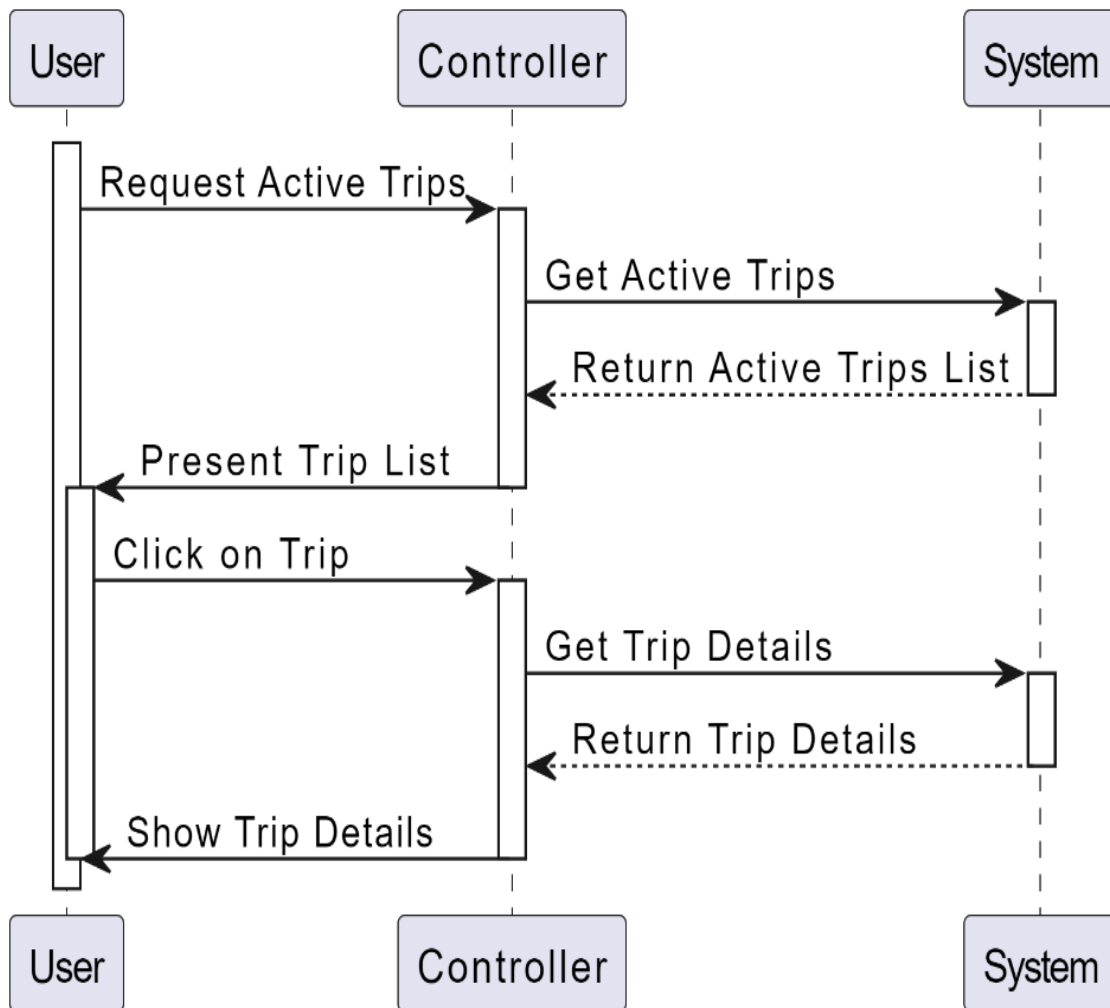 User
Controller
System
Request Active Trips
Get Active Trips
Return Active Trips List
Present Trip List
Click on Trip
Get Trip Details
Return Trip Details
Show Trip Details
User
Controller
System